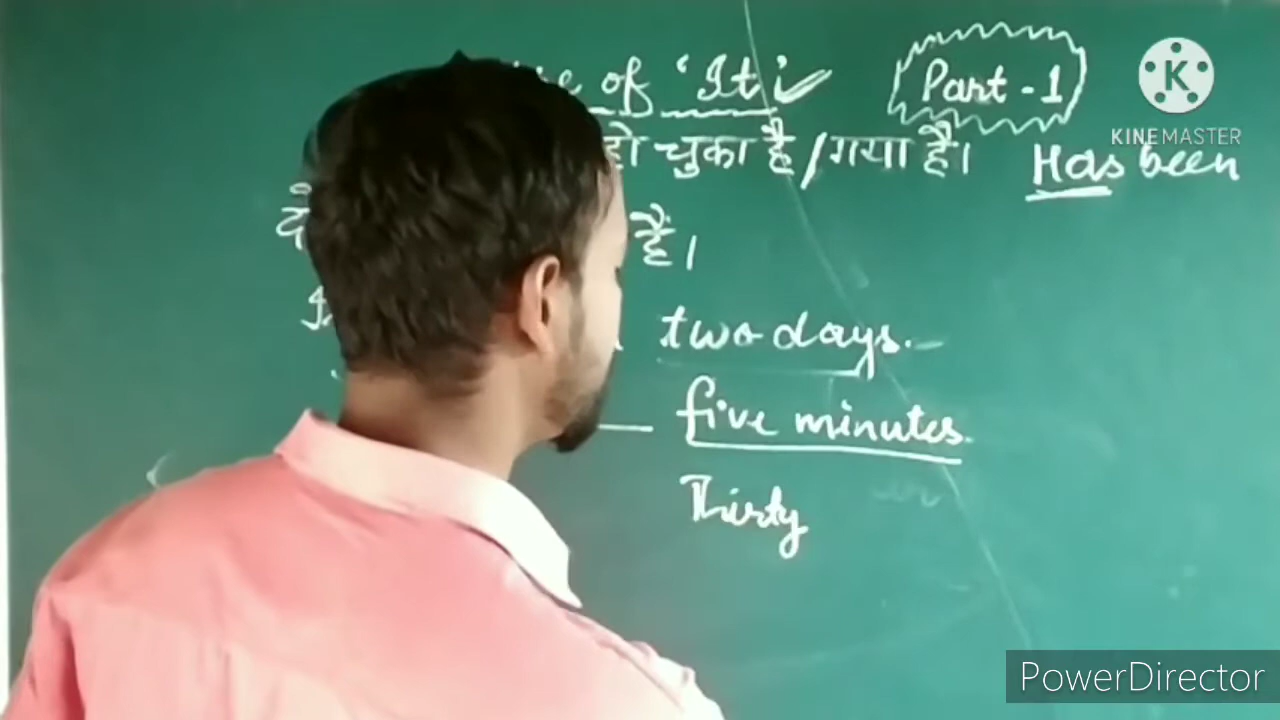 of 'It Part -1
KINEMASTER
हो चुका है/गया है। Has been
है।
two days.
five minutes.
Thirty
PowerDirector